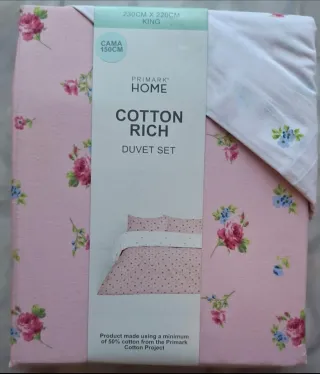 230CM X 220CM
KING
CAMA
150CM
PRIMARK®
HOME
COTTON
RICH
DUVET SET
Product made using a minimum
of 50% cotton from the Primark
Cotton Project